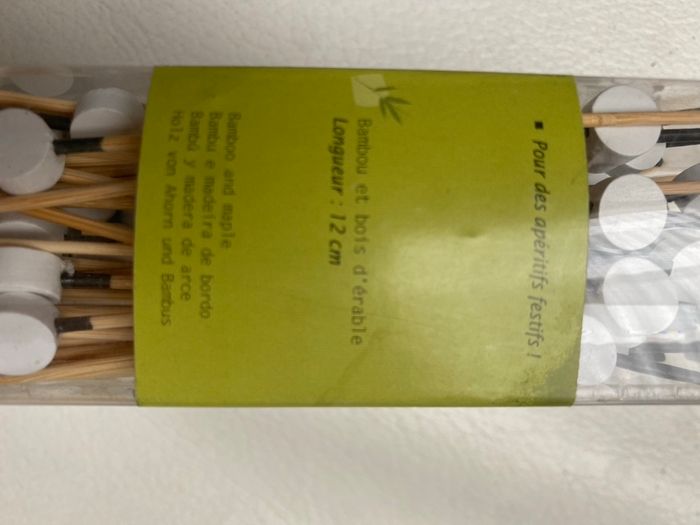 ▪ Pour des apéritifs festifs !
Bambou et bois d'érable
Longueur : 12 cm
Bamboo and maple
Bambu e madeira de bordo
Bambú y madera de arce
Holz von Ahorn und Bambus